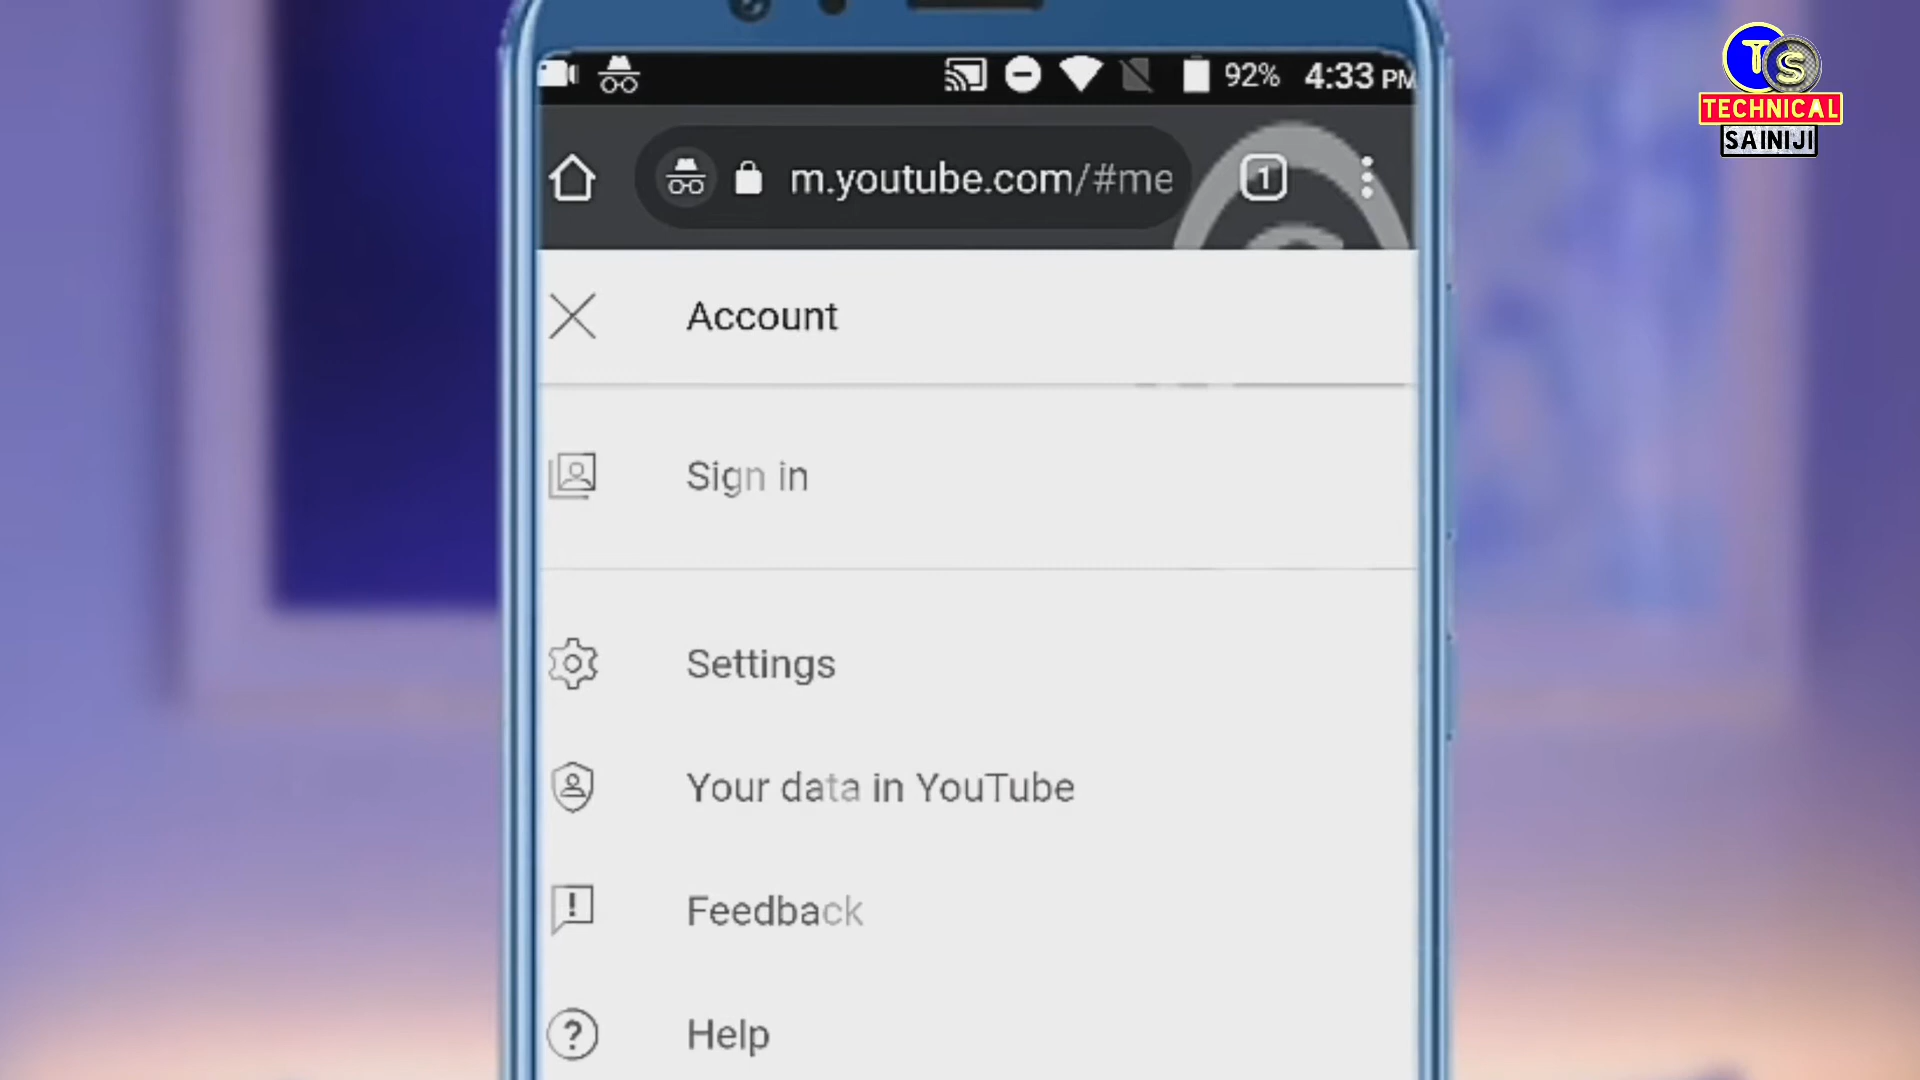 92% 4:33 PM
m.youtube.com/#me
1
TS
TECHNICAL
SAINIJI
Account
Sign in
Settings
Your data in YouTube
Feedback
Help